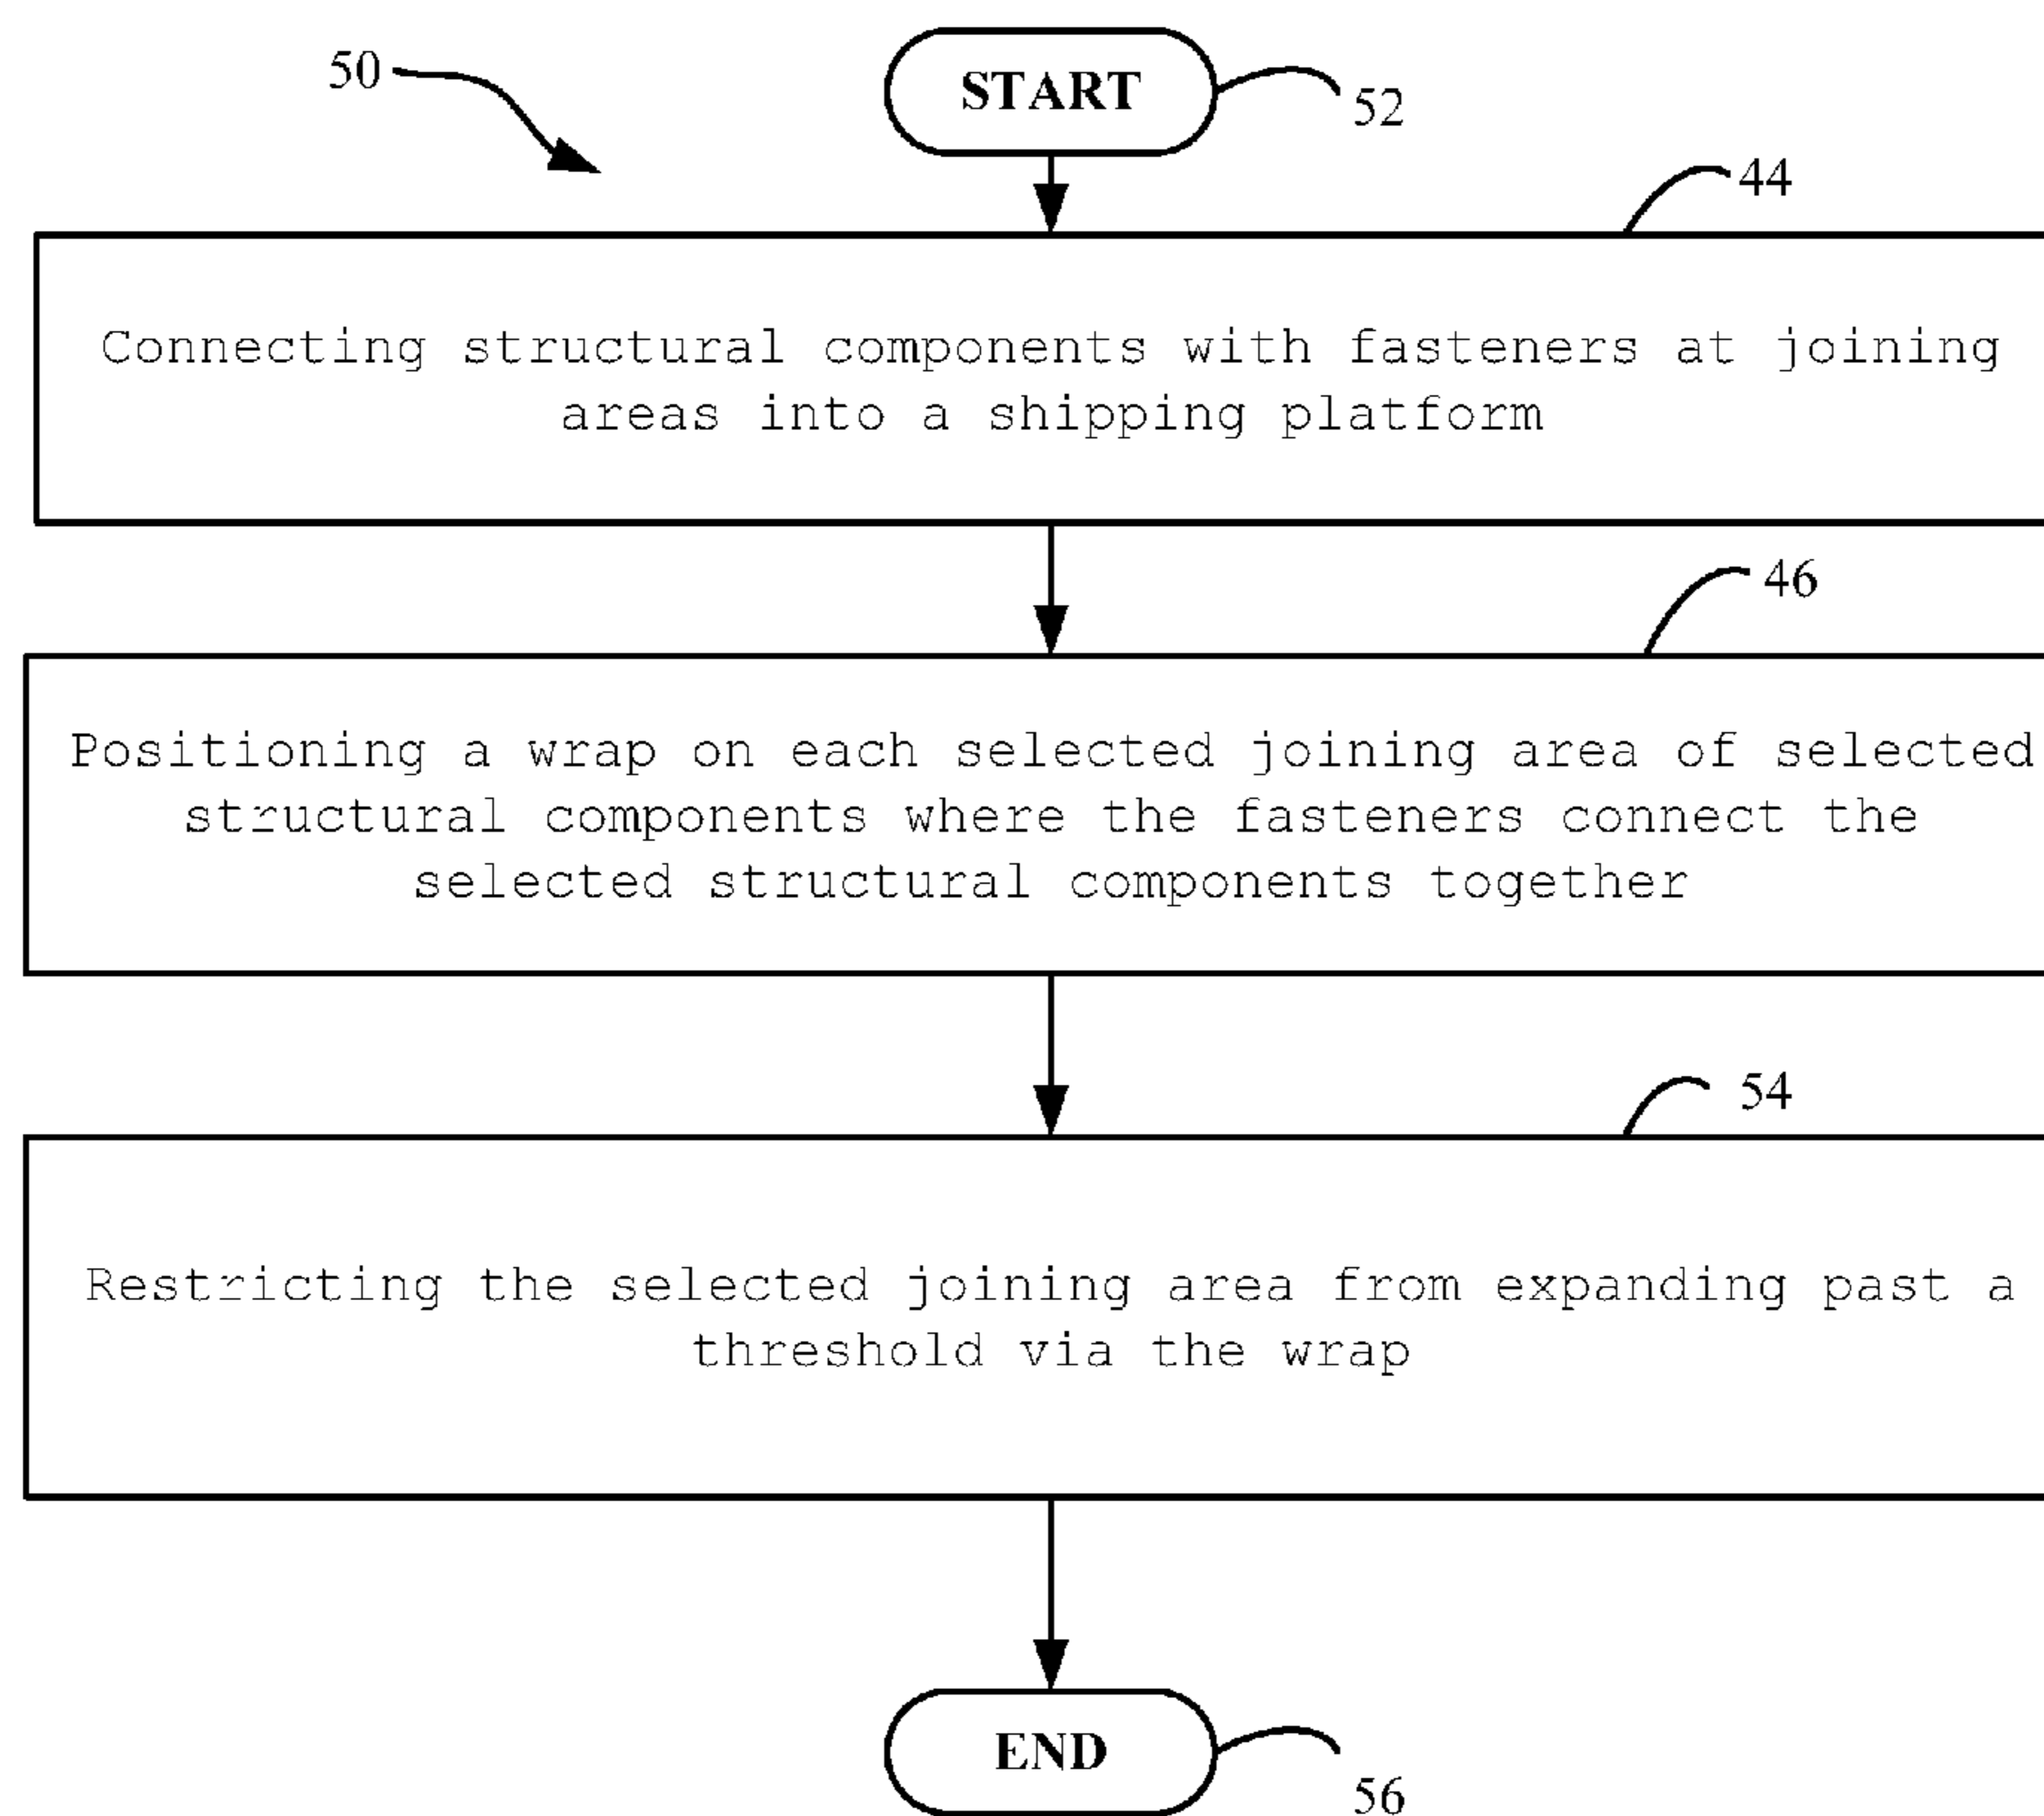 50
START
52
44
Connecting structural components with fasteners at joining
areas into a shipping platform
46
Positioning a wrap on each selected joining area of selected
structural components where the fasteners connect the
selected structural components together
54
Restricting the selected joining area from expanding past a
threshold via the wrap
END
56